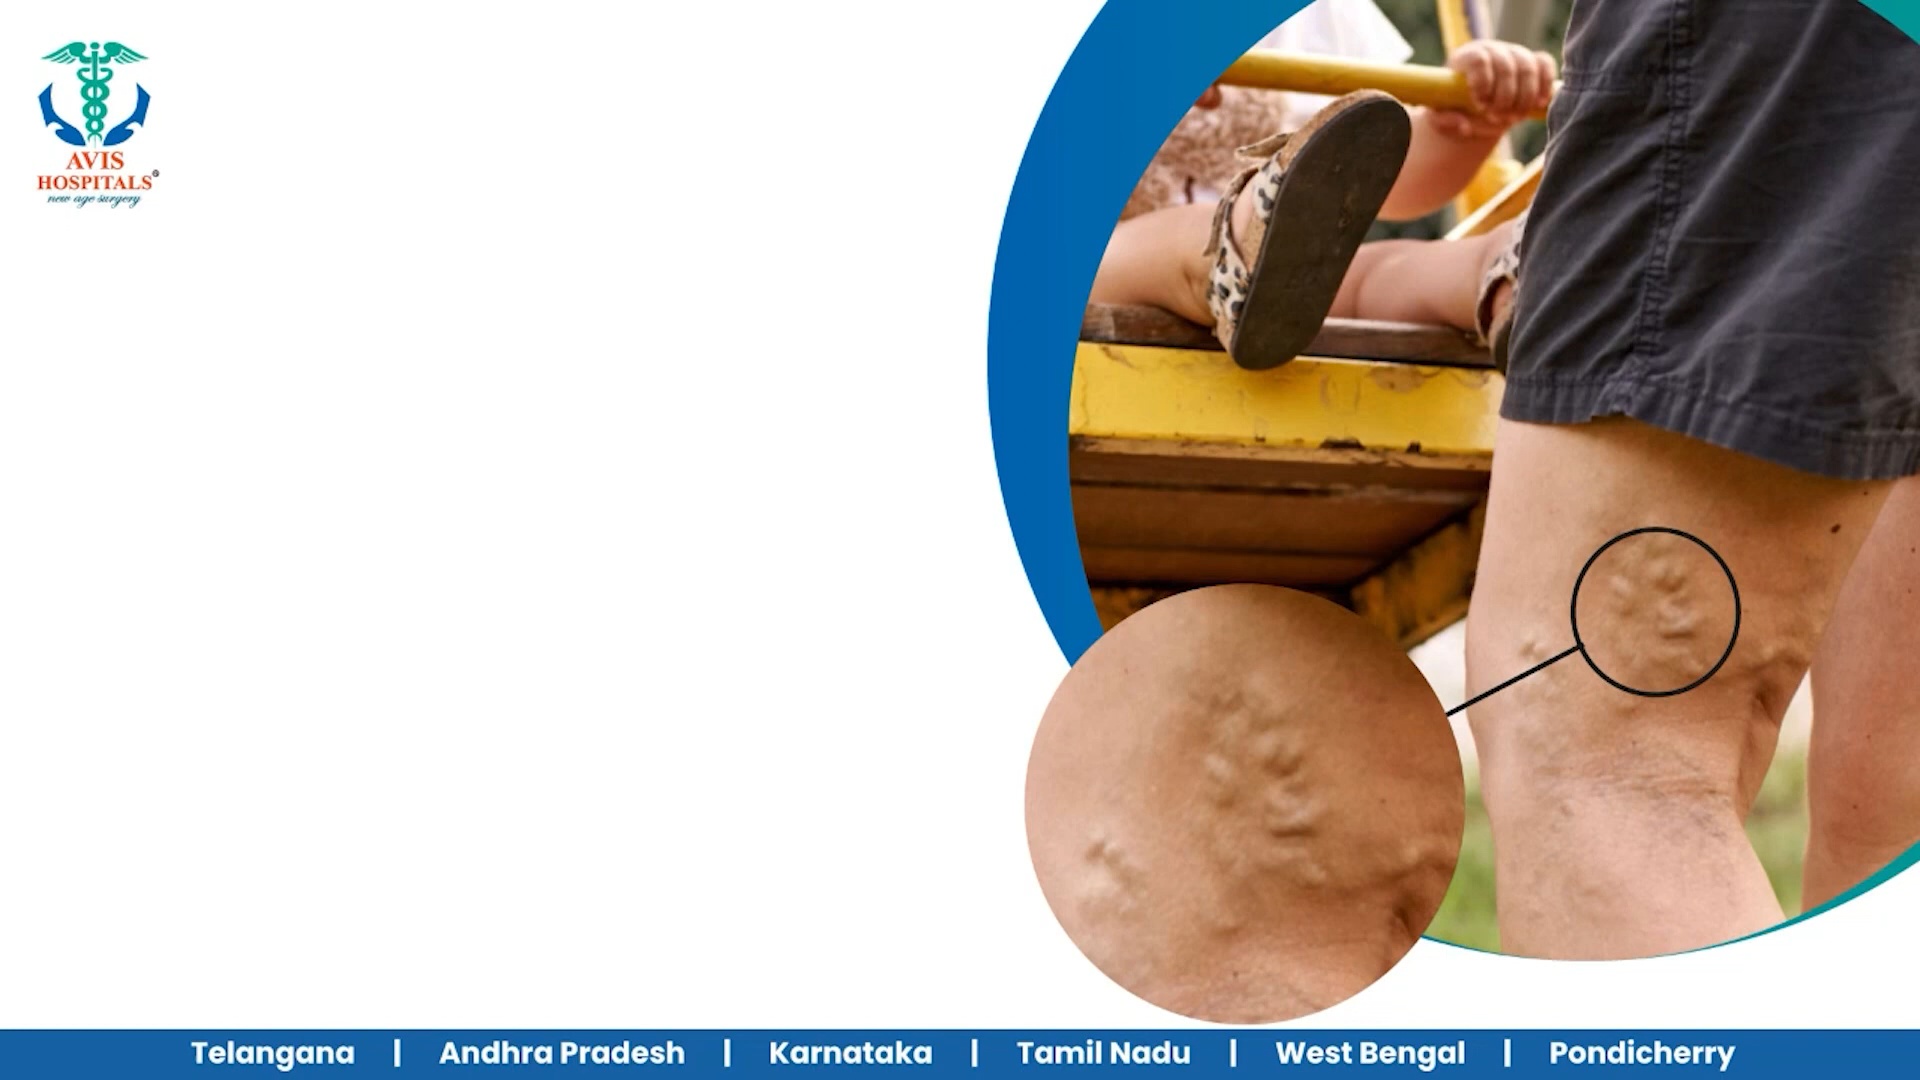 AVIS
HOSPITALS®
new age surgery
Telangana | Andhra Pradesh | Karnataka | Tamil Nadu | West Bengal | Pondicherry